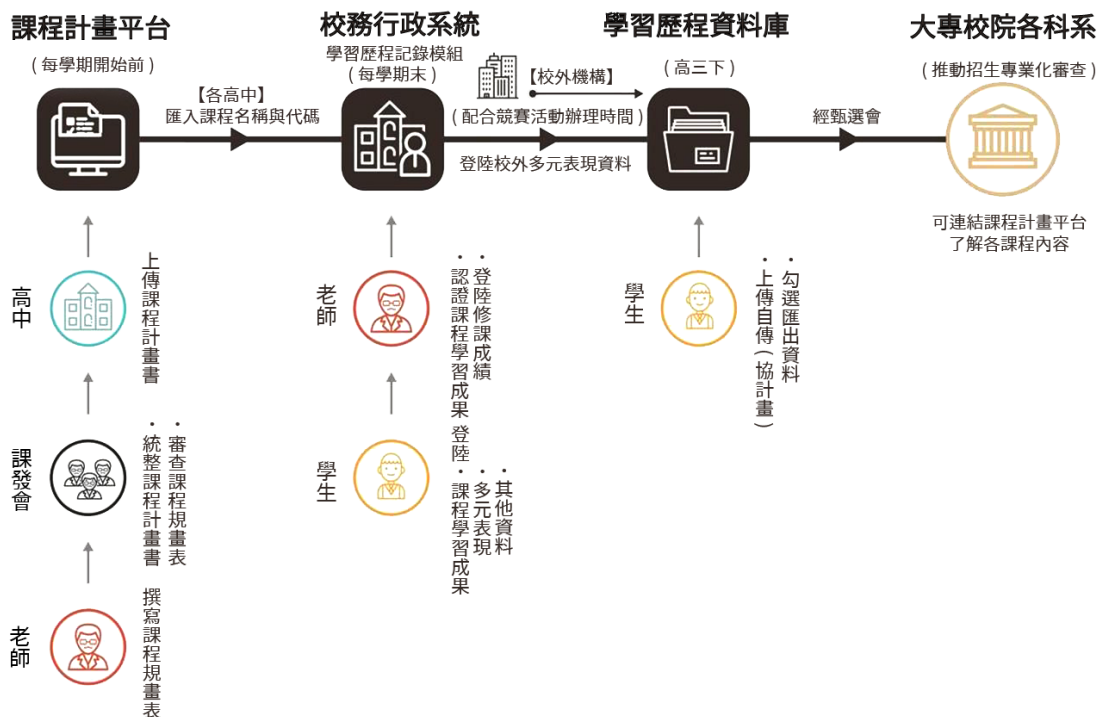 課程計畫平台
(每學期開始前)
【各高中】
匯入課程名稱與代碼
校務行政系統
學習歷程記錄模組
(每學期末)
【校外機構】
(配合競賽活動辦理時間)
登陸校外多元表現資料
學習歷程資料庫
(高三下)
經甄選會
大專校院各科系
(推動招生專業化審查)
可連結課程計畫平台
了解各課程內容
高中
上傳課程計畫書
課發會
・審查課程規畫表
・統整課程計畫書
老師
撰寫課程規畫表
老師
・登陸修課成績
・認證課程學習成果
學生
登陸
・其他資料
・多元表現
・課程學習成果
學生
・勾選匯出資料
・上傳自傳(協計畫)